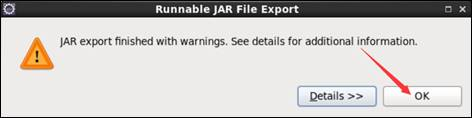 Runnable JAR File Export
JAR export finished with warnings. See details for additional information.
Details >>
OK